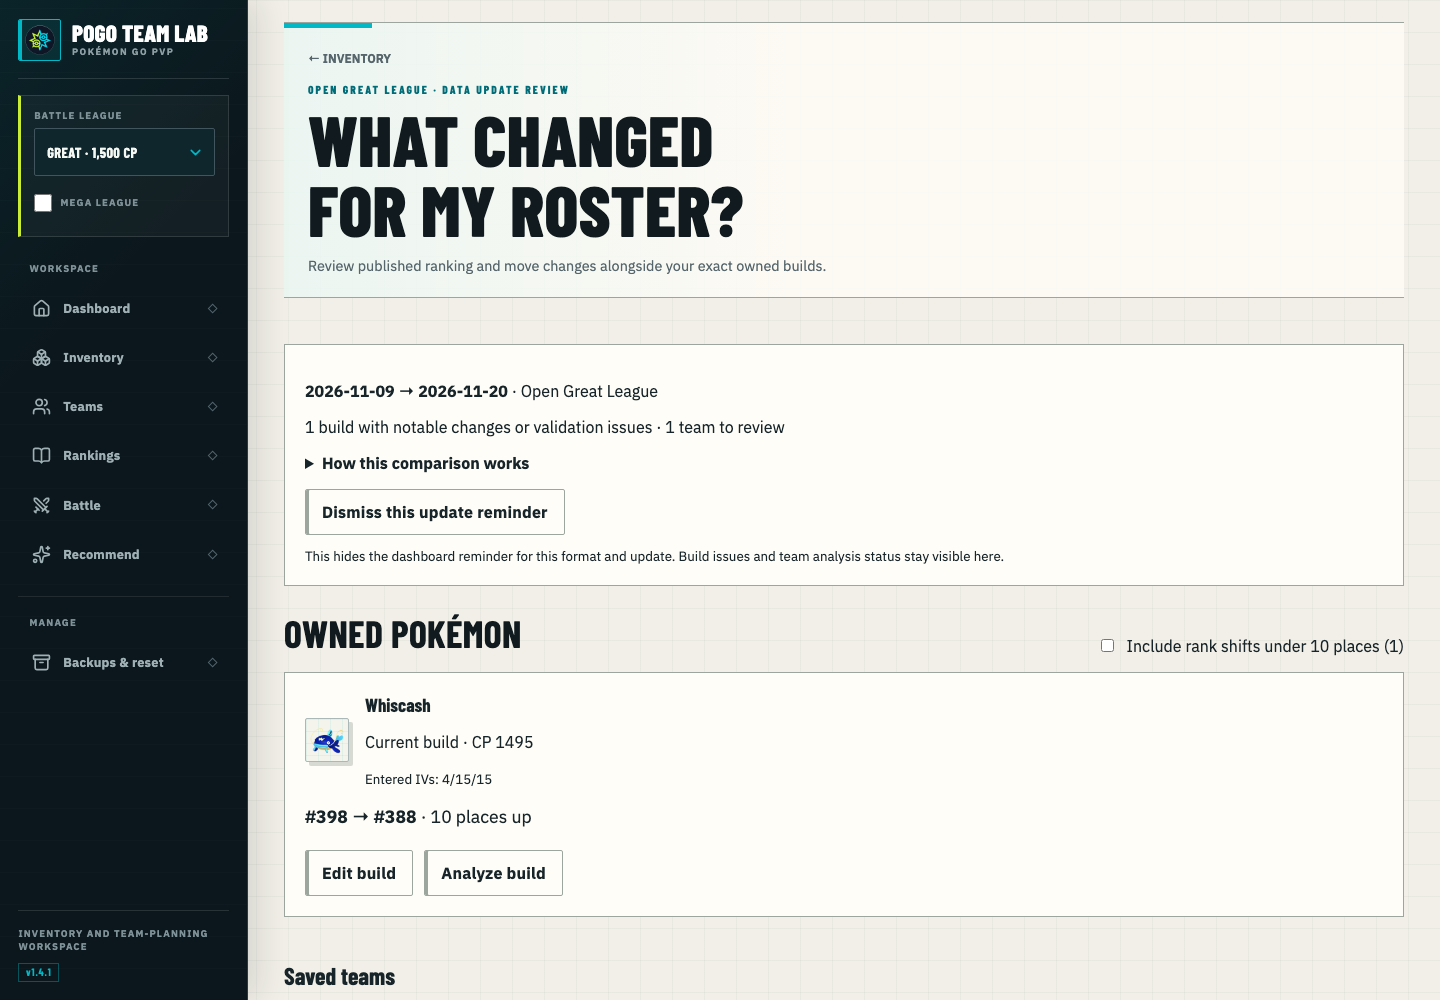 POGO TEAM LAB
POKÉMON GO PVP
BATTLE LEAGUE
GREAT · 1,500 CP
MEGA LEAGUE
WORKSPACE
Dashboard
Inventory
Teams
Rankings
Battle
Recommend
MANAGE
Backups & reset
INVENTORY AND TEAM-PLANNING
WORKSPACE
v1.4.1
← INVENTORY
OPEN GREAT LEAGUE · DATA UPDATE REVIEW
WHAT CHANGED
FOR MY ROSTER?
Review published ranking and move changes alongside your exact owned builds.
2026-11-09 → 2026-11-20 · Open Great League
1 build with notable changes or validation issues · 1 team to review
How this comparison works
Dismiss this update reminder
This hides the dashboard reminder for this format and update. Build issues and team analysis status stay visible here.
OWNED POKÉMON
Include rank shifts under 10 places (1)
Whiscash
Current build · CP 1495
Entered IVs: 4/15/15
#398 → #388 · 10 places up
Edit build
Analyze build
Saved teams